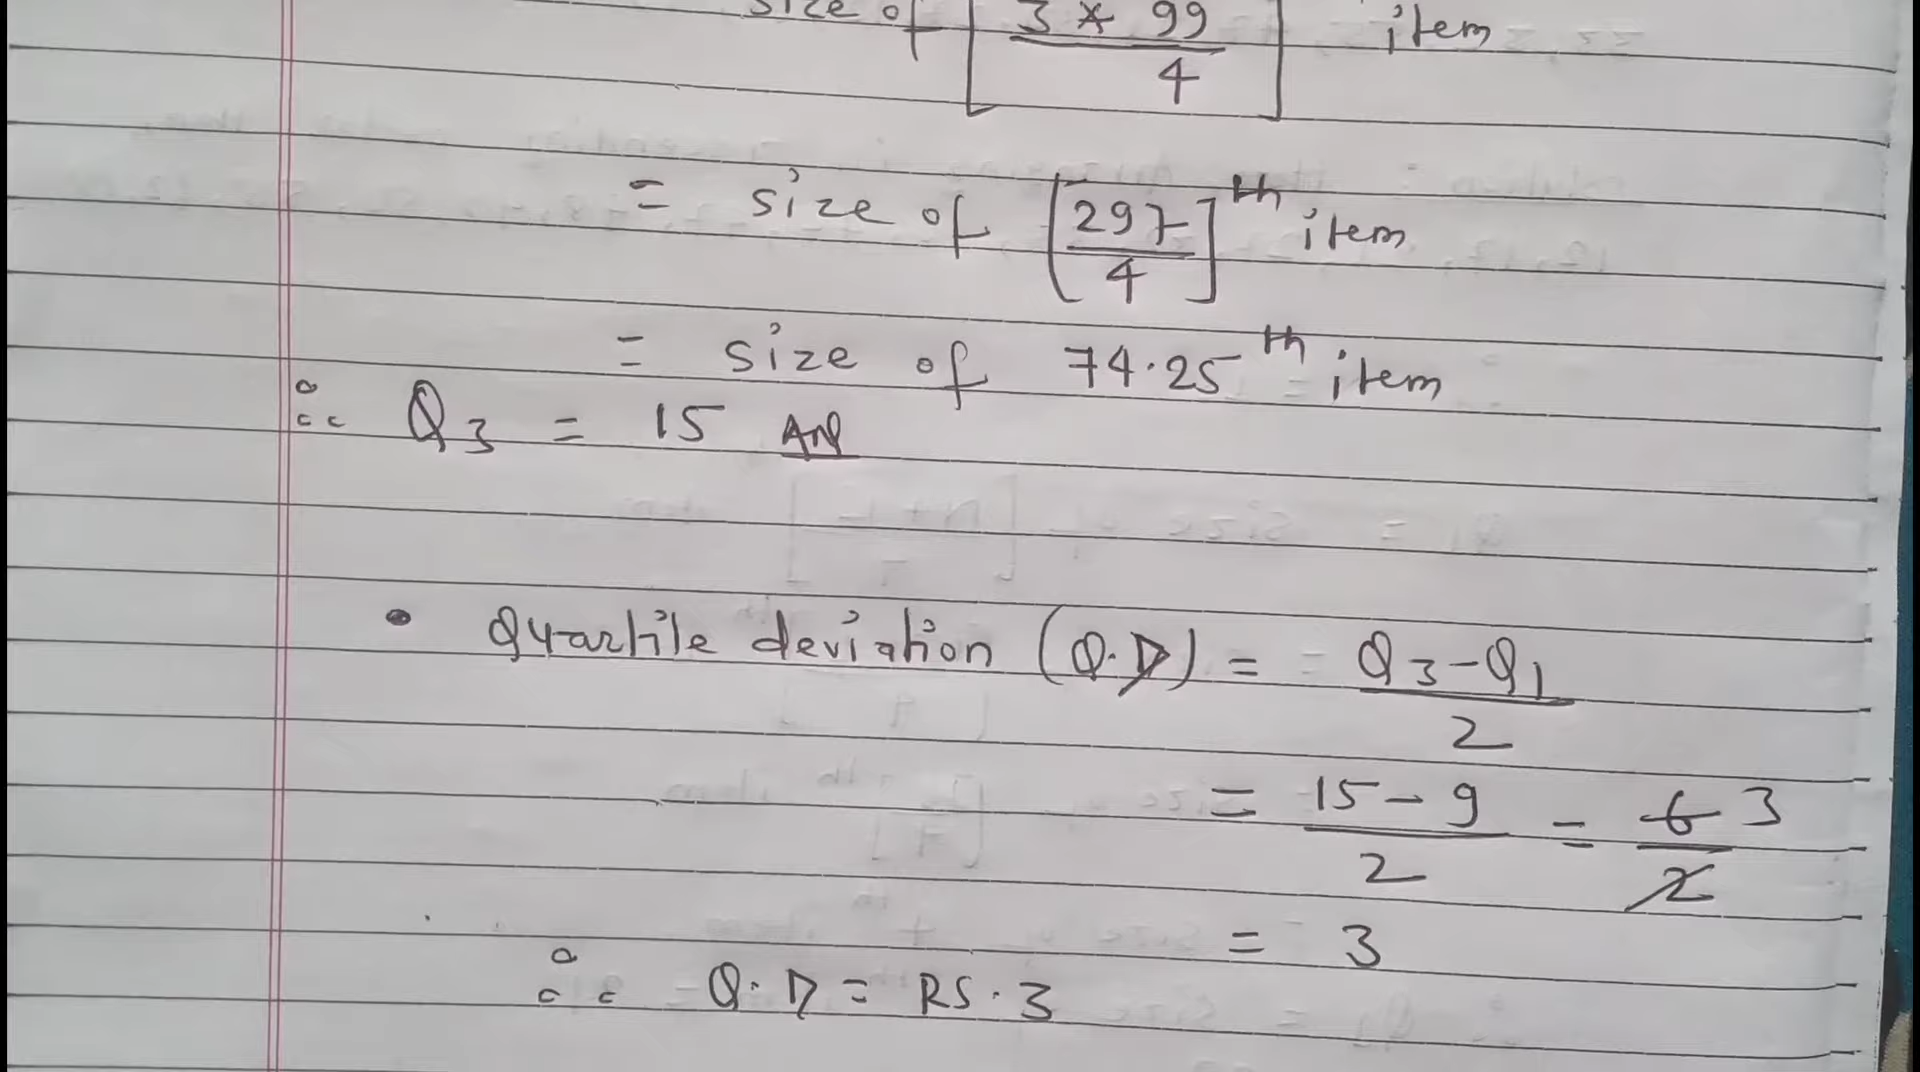 size of [3 * 99 / 4] item
= size of [297 / 4]th item
= size of 74.25th item
∴ Q3 = 15 Ans
• Quartile deviation (Q.D) = Q3-Q1 / 2
= 15-9 / 2 = 6 / 2 3
= 3
∴ Q.D = RS.3